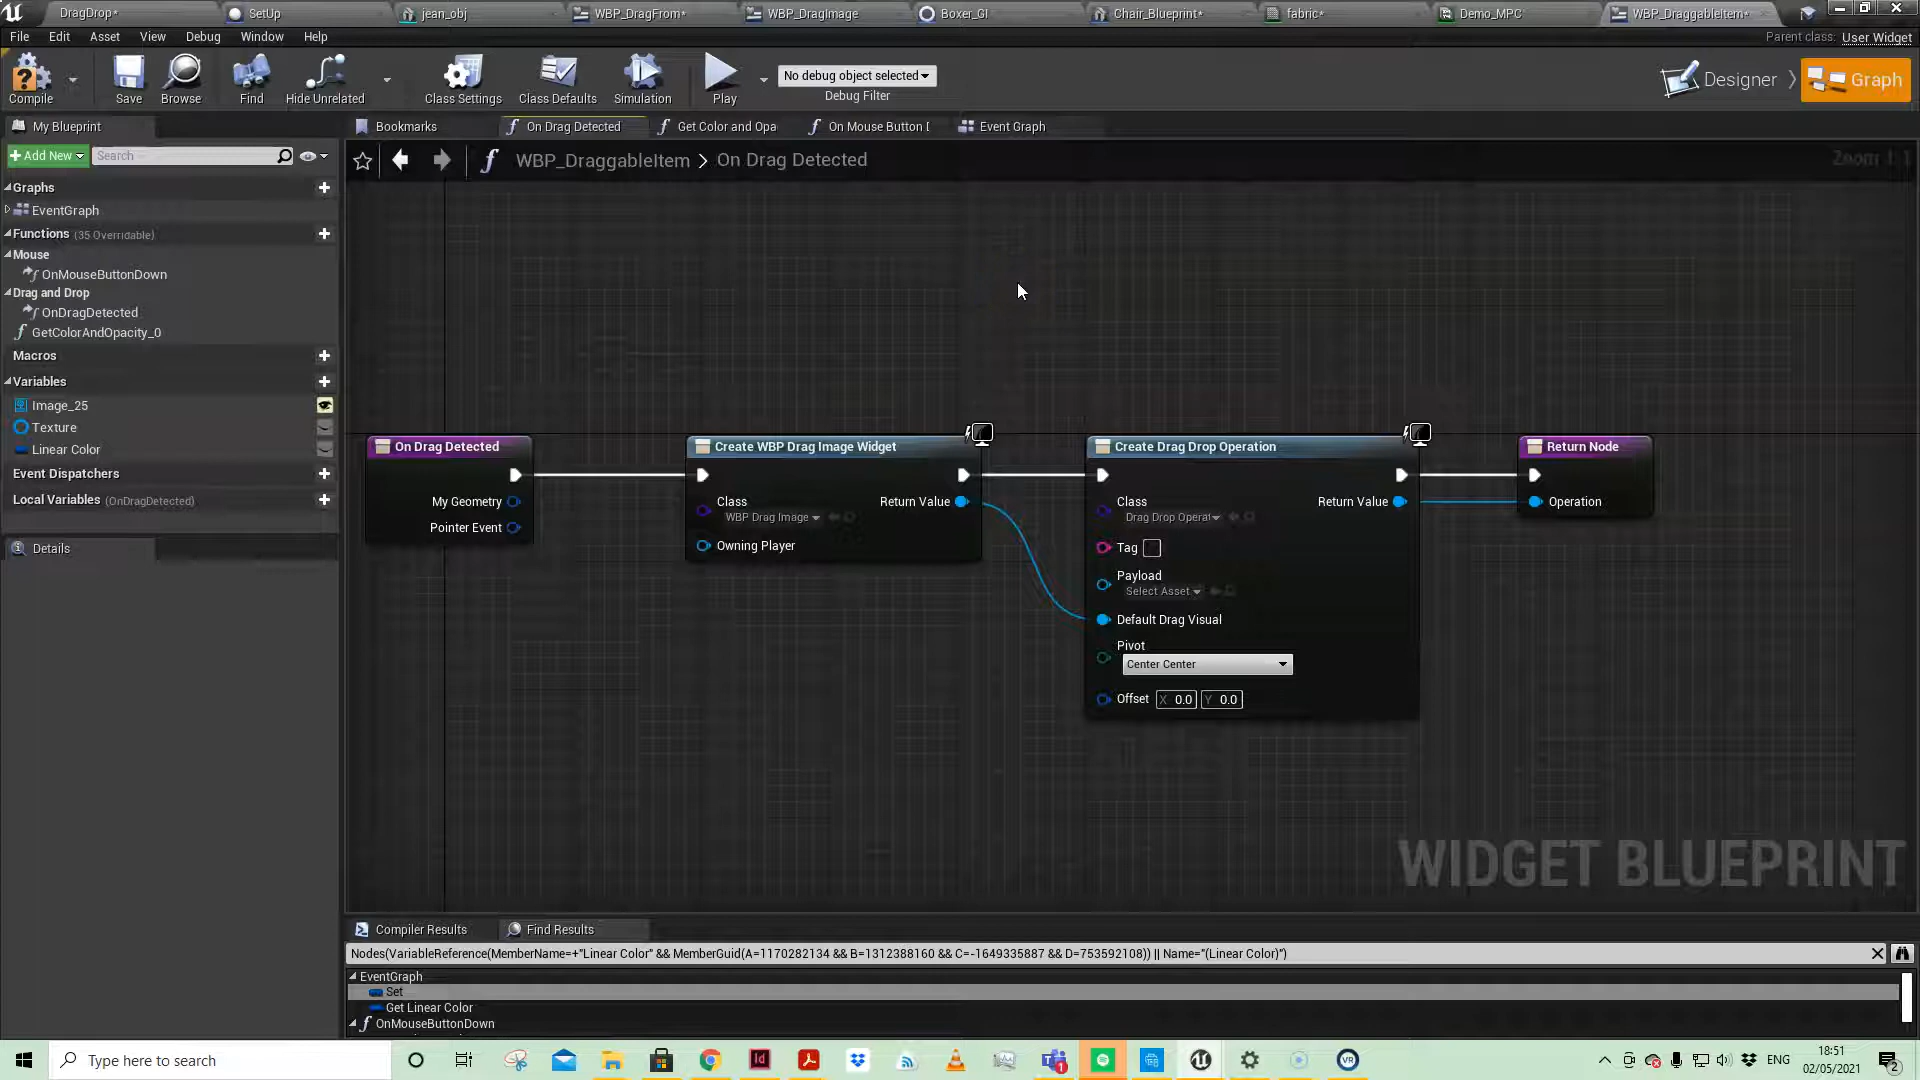 DragDrop*
SetUp
jean_obj
WBP_DragFrom*
WBP_DragImage
Boxer_GI
Chair_Blueprint*
fabric*
Demo_MPC
WBP_DraggableItem*
File
Edit
Asset
View
Debug
Window
Help
Parent class: User Widget
Compile
Save
Browse
Find
Hide Unrelated
Class Settings
Class Defaults
Simulation
Play
No debug object selected
Debug Filter
Designer
Graph
My Blueprint
Add New
Search
Graphs
EventGraph
Functions (35 Overridable)
Mouse
OnMouseButtonDown
Drag and Drop
OnDragDetected
GetColorAndOpacity_0
Macros
Variables
Image_25
Texture
Linear Color
Event Dispatchers
Local Variables (OnDragDetected)
Details
Bookmarks
On Drag Detected
Get Color and Opa
On Mouse Button D
Event Graph
WBP_DraggableItem > On Drag Detected
Zoom 1:1
On Drag Detected
My Geometry
Pointer Event
Create WBP Drag Image Widget
Class
WBP Drag Image
Return Value
Owning Player
Create Drag Drop Operation
Class
Drag Drop Operat
Return Value
Tag
Payload
Select Asset
Default Drag Visual
Pivot
Center Center
Offset X 0.0 Y 0.0
Return Node
Operation
WIDGET BLUEPRINT
Compiler Results
Find Results
Nodes(VariableReference(MemberName=+"Linear Color" && MemberGuid(A=1170282134 && B=1312388160 && C=-1649335887 && D=753592108)) || Name="(Linear Color)")
EventGraph
Set
Get Linear Color
OnMouseButtonDown
Type here to search
ENG
18:51
02/05/2021